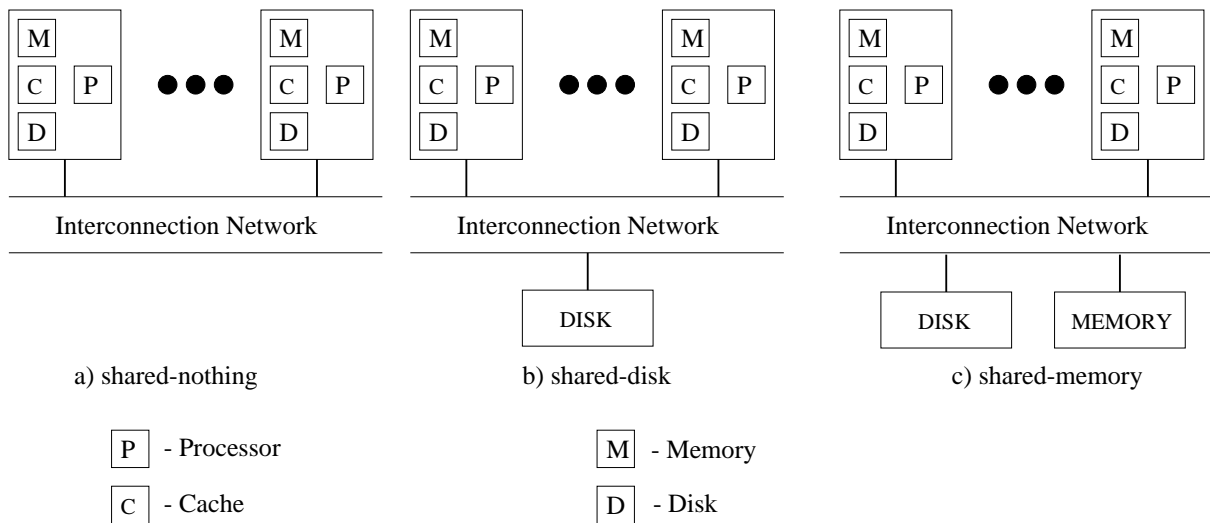 M M M M M M
C P C P C P C P C P C P
D D D D D D
Interconnection Network Interconnection Network Interconnection Network
DISK DISK MEMORY
a) shared-nothing b) shared-disk c) shared-memory
P - Processor M - Memory
C - Cache D - Disk